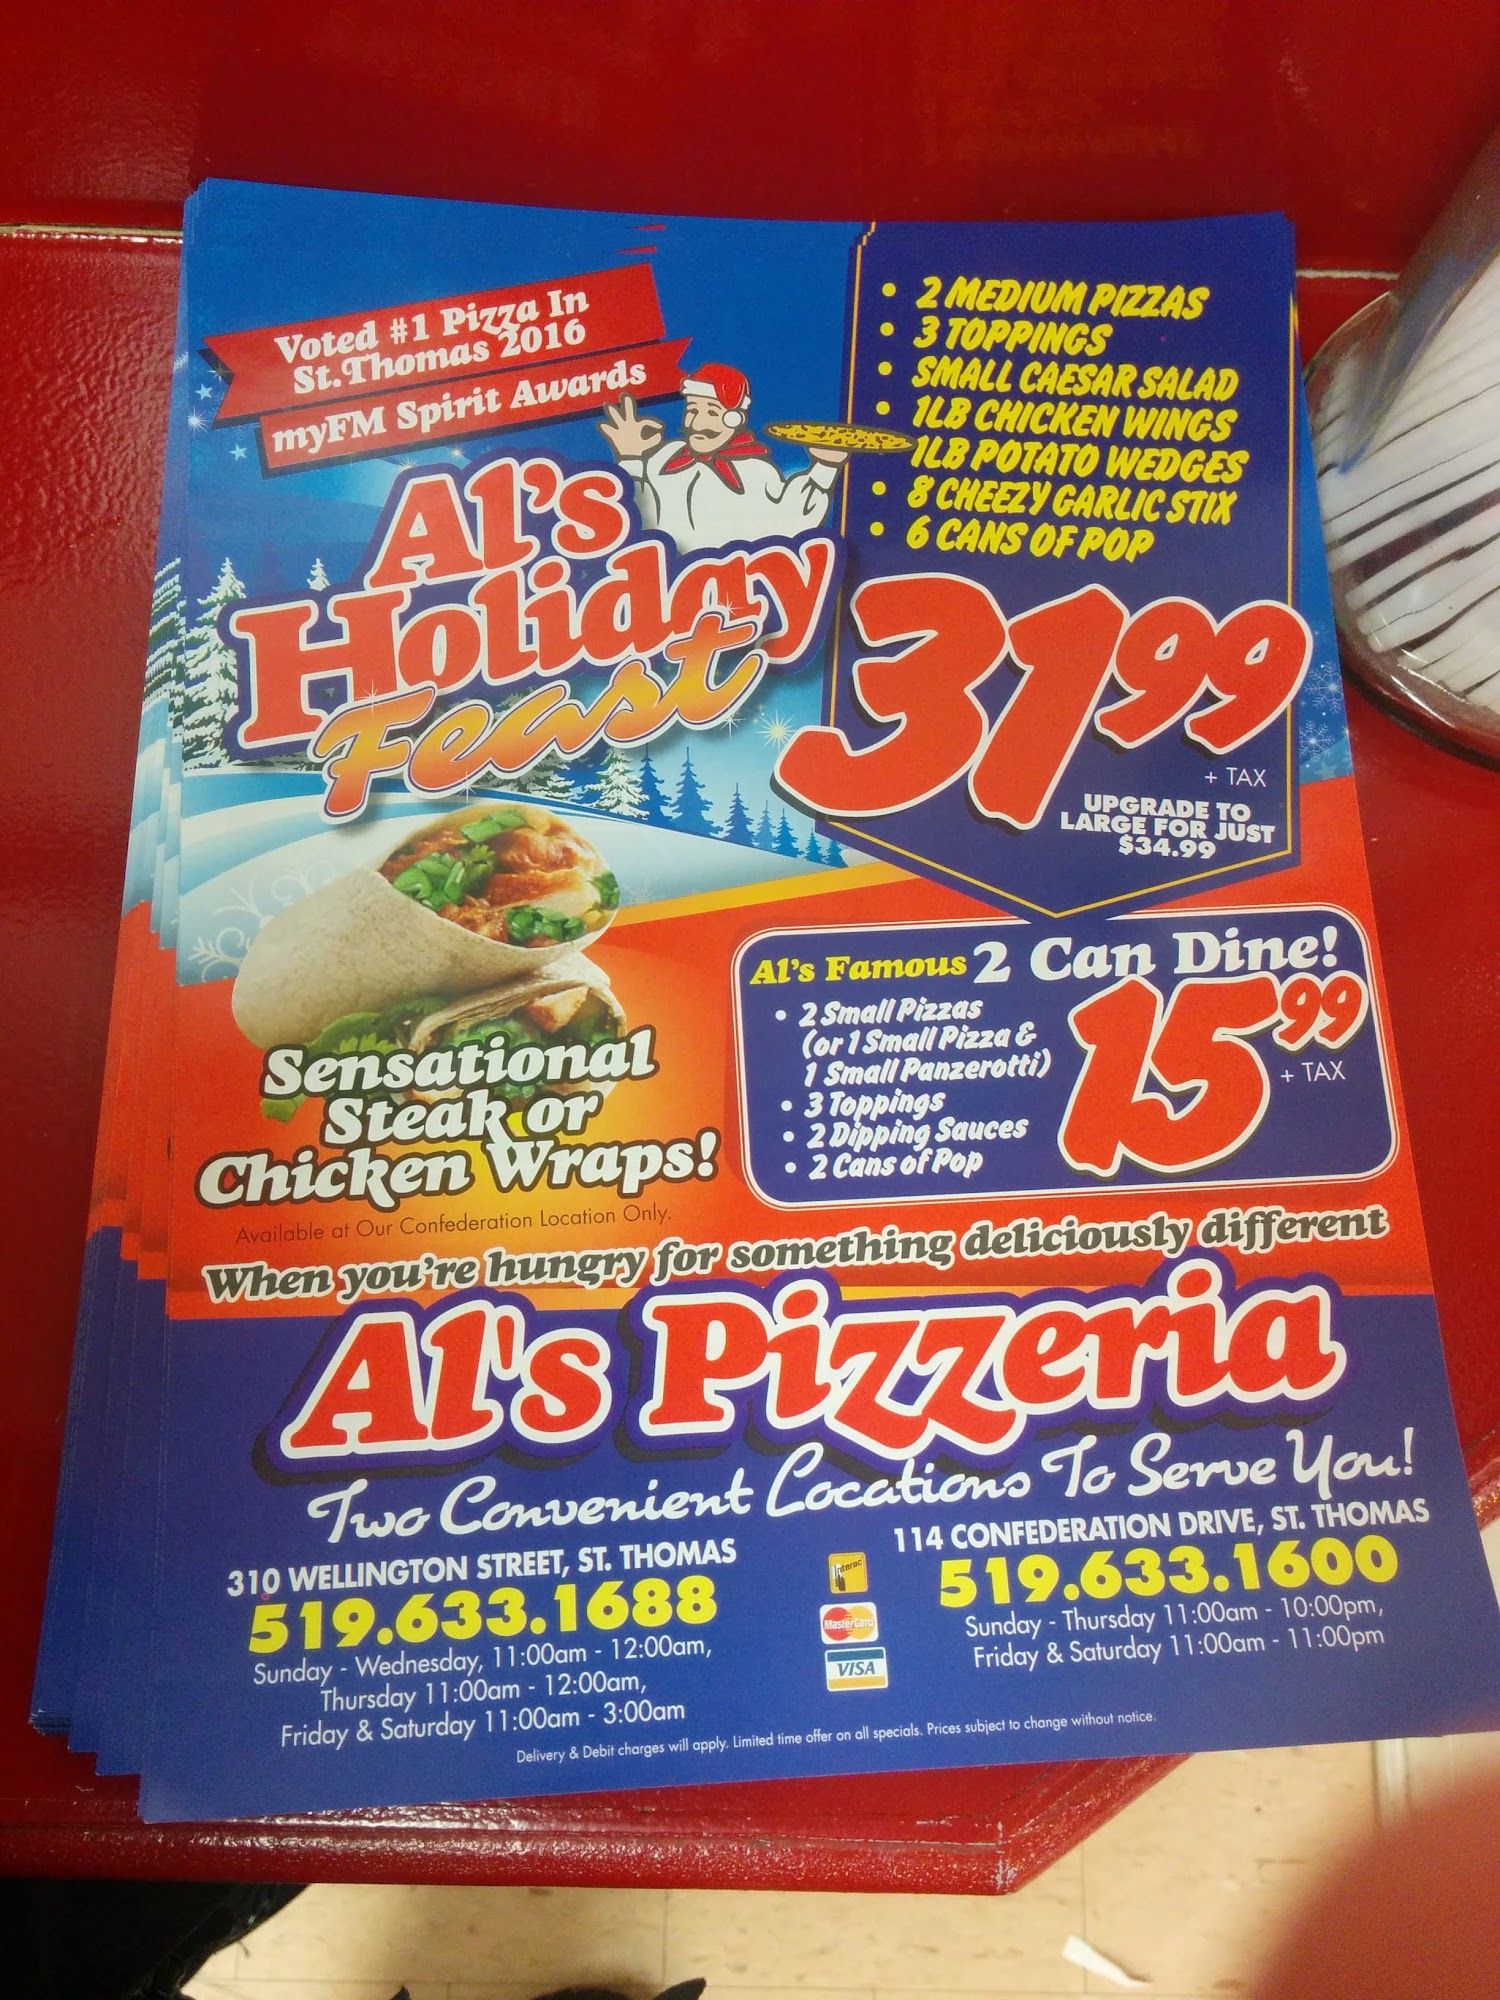 Voted #1 Pizza In
St.Thomas 2016
myFM Spirit Awards
Al's
Holiday
Feast
• 2 MEDIUM PIZZAS
• 3 TOPPINGS
• SMALL CAESAR SALAD
• 1LB CHICKEN WINGS
1LB POTATO WEDGES
• 8 CHEEZY GARLIC STIX
• 6 CANS OF POP
3199
+ TAX
UPGRADE TO
LARGE FOR JUST
$34.99
Sensational
Steak or
Chicken Wraps!
Available at Our Confederation Location Only.
Al's Famous 2 Can Dine!
• 2 Small Pizzas
(or 1 Small Pizza &
1 Small Panzerotti)
• 3 Toppings
• 2 Dipping Sauces
• 2 Cans of Pop
1599
+ TAX
When you're hungry for something deliciously different
Al's Pizzeria
Two Convenient Locations To Serve You!
310 WELLINGTON STREET, ST. THOMAS
519.633.1688
Sunday - Wednesday, 11:00am - 12:00am,
Thursday 11:00am - 12:00am,
Friday & Saturday 11:00am - 3:00am
Interac
MasterCard
VISA
114 CONFEDERATION DRIVE, ST. THOMAS
519.633.1600
Sunday - Thursday 11:00am - 10:00pm,
Friday & Saturday 11:00am - 11:00pm
Delivery & Debit charges will apply. Limited time offer on all specials. Prices subject to change without notice.